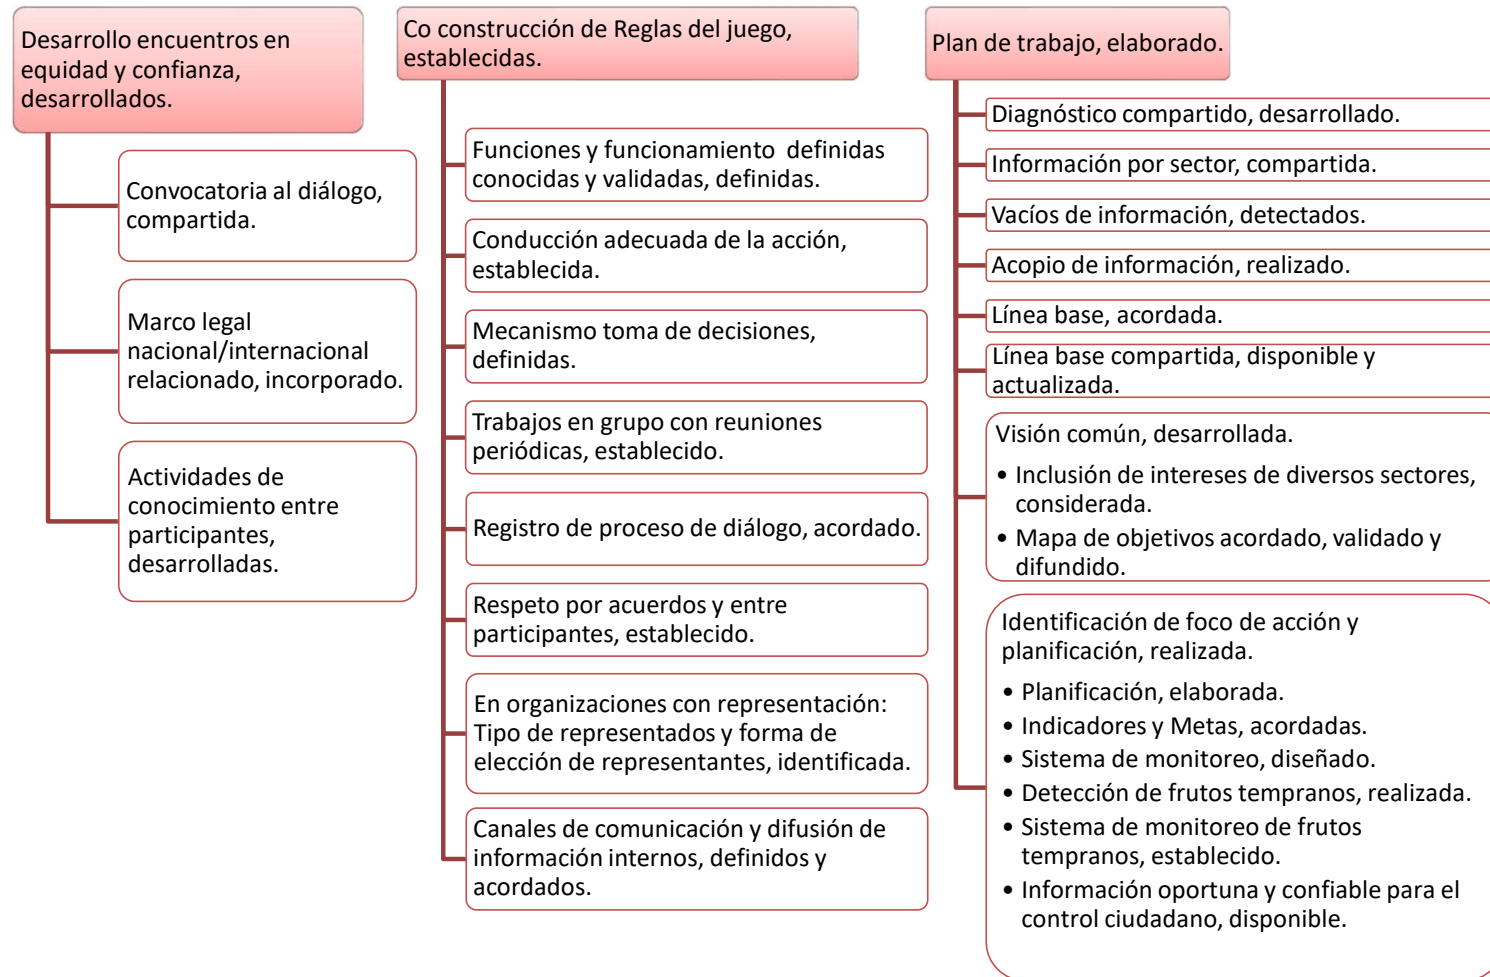 Desarrollo encuentros en
equidad y confianza,
desarrollados.
Convocatoria al diálogo,
compartida.
Marco legal
nacional/internacional
relacionado, incorporado.
Actividades de
conocimiento entre
participantes,
desarrolladas.
Co construcción de Reglas del juego,
establecidas.
Funciones y funcionamiento definidas
conocidas y validadas, definidas.
Conducción adecuada de la acción,
establecida.
Mecanismo toma de decisiones,
definidas.
Trabajos en grupo con reuniones
periódicas, establecido.
Registro de proceso de diálogo, acordado.
Respeto por acuerdos y entre
participantes, establecido.
En organizaciones con representación:
Tipo de representados y forma de
elección de representantes, identificada.
Canales de comunicación y difusión de
información internos, definidos y
acordados.
Plan de trabajo, elaborado.
Diagnóstico compartido, desarrollado.
Información por sector, compartida.
Vacíos de información, detectados.
Acopio de información, realizado.
Línea base, acordada.
Línea base compartida, disponible y
actualizada.
Visión común, desarrollada.
• Inclusión de intereses de diversos sectores,
considerada.
• Mapa de objetivos acordado, validado y
difundido.
Identificación de foco de acción y
planificación, realizada.
• Planificación, elaborada.
• Indicadores y Metas, acordadas.
• Sistema de monitoreo, diseñado.
• Detección de frutos tempranos, realizada.
• Sistema de monitoreo de frutos
tempranos, establecido.
• Información oportuna y confiable para el
control ciudadano, disponible.